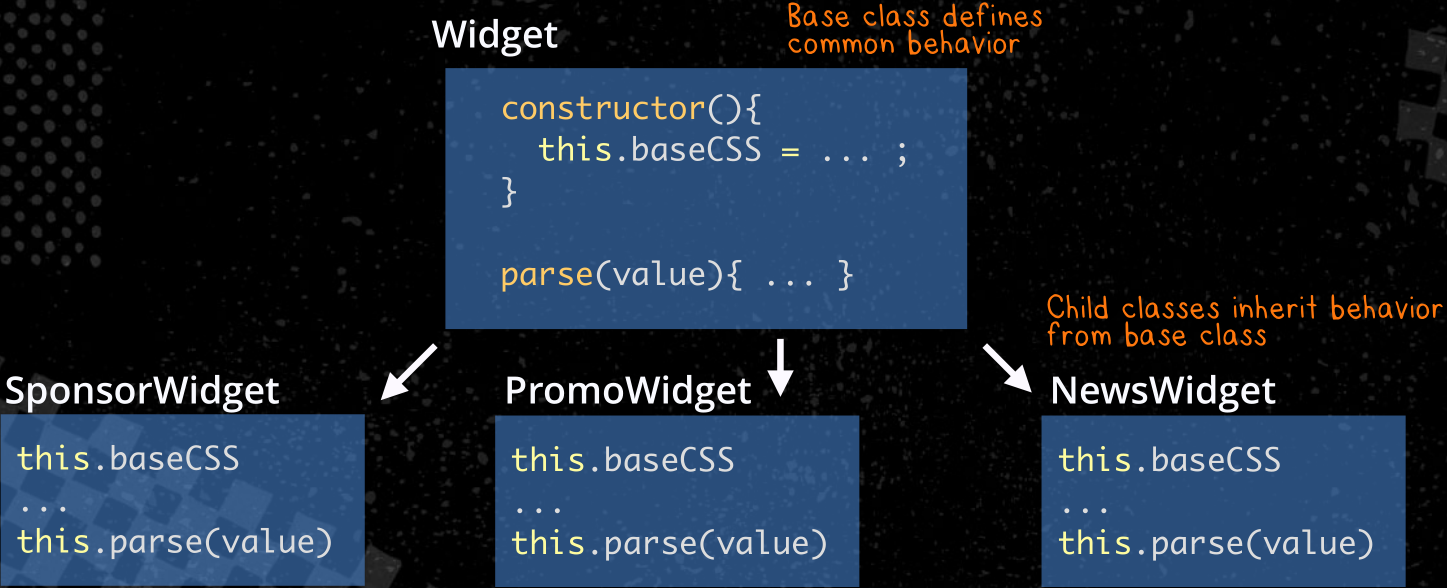 Widget
Base class defines
common behavior
constructor(){
this.baseCSS = ... ;
}
parse(value){ ... }
Child classes inherit behavior
from base class
SponsorWidget
this.baseCSS
...
this.parse(value)
PromoWidget
this.baseCSS
...
this.parse(value)
NewsWidget
this.baseCSS
...
this.parse(value)